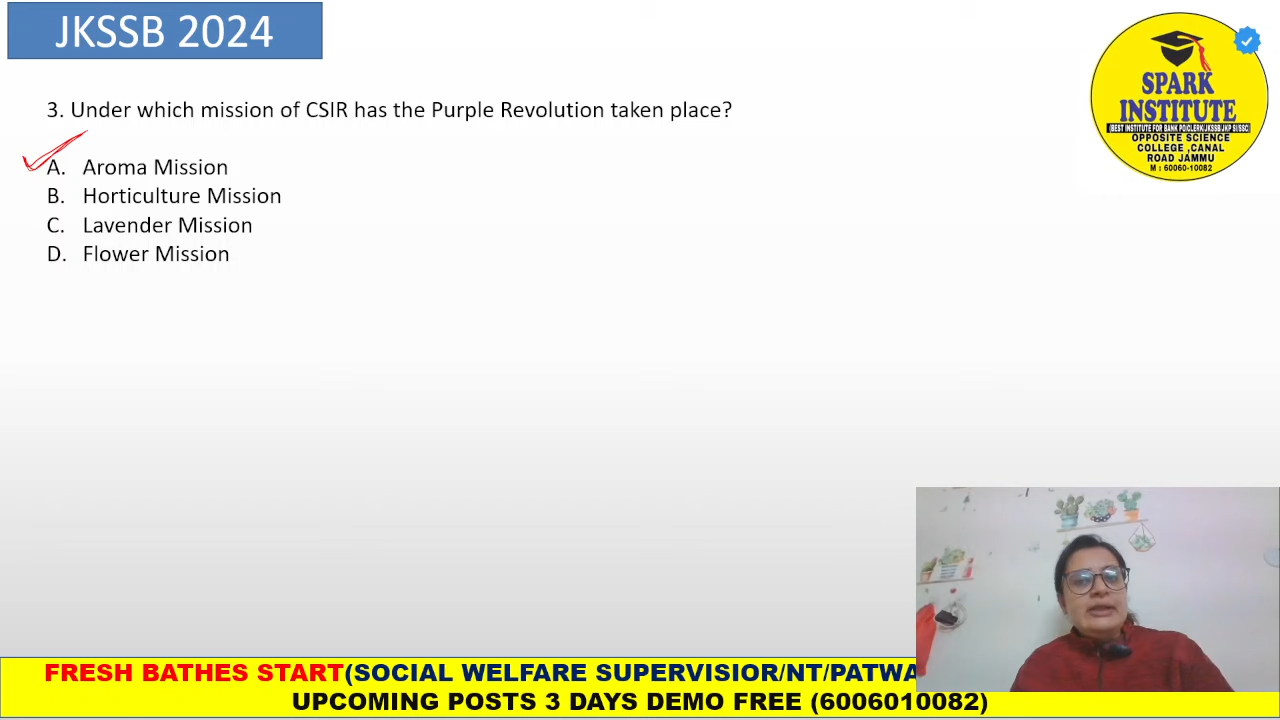 JKSSB 2024
3. Under which mission of CSIR has the Purple Revolution taken place?
A. Aroma Mission
B. Horticulture Mission
C. Lavender Mission
D. Flower Mission
SPARK
INSTITUTE
(BEST INSTITUTE FOR BANK PO/CLERK/JKSSB/JKP SI/SSC)
OPPOSITE SCIENCE
COLLEGE ,CANAL
ROAD JAMMU
M : 60060-10082
FRESH BATHES START(SOCIAL WELFARE SUPERVISIOR/NT/PATWA
UPCOMING POSTS 3 DAYS DEMO FREE (6006010082)